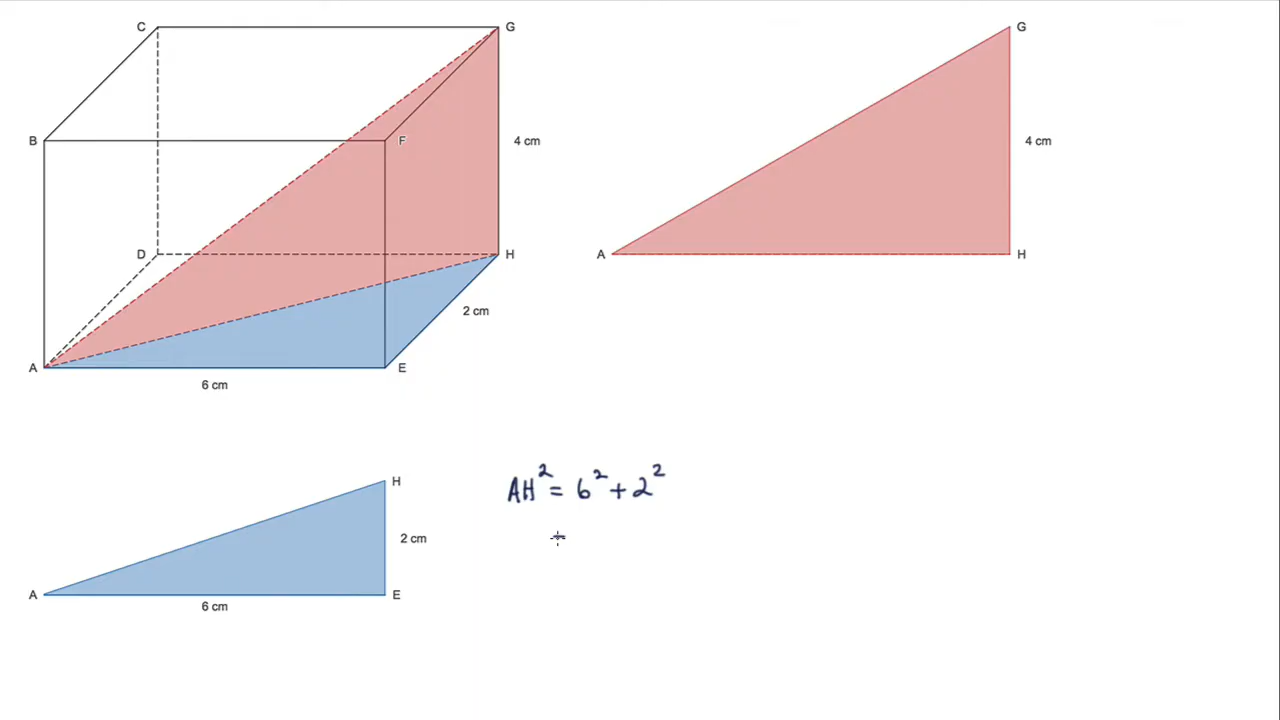 C G G
B F 4 cm 4 cm
D H A H
2 cm
A E
6 cm
H
AH² = 6² + 2²
2 cm
A E
6 cm